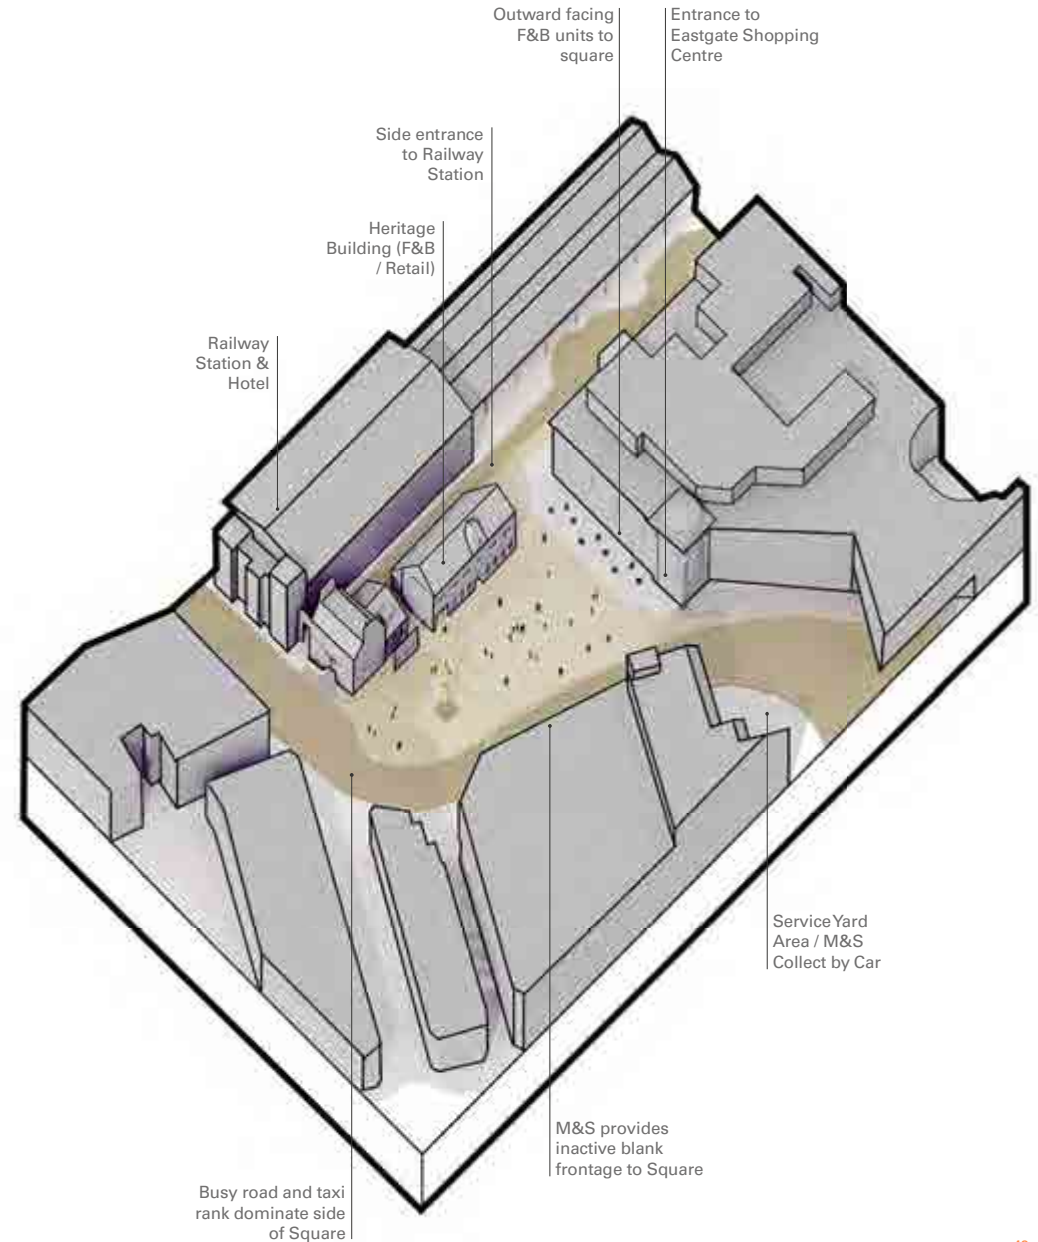 Outward facing
F&B units to
square
Entrance to
Eastgate Shopping
Centre
Side entrance
to Railway
Station
Heritage
Building (F&B
/ Retail)
Railway
Station &
Hotel
Service Yard
Area / M&S
Collect by Car
M&S provides
inactive blank
frontage to Square
Busy road and taxi
rank dominate side
of Square